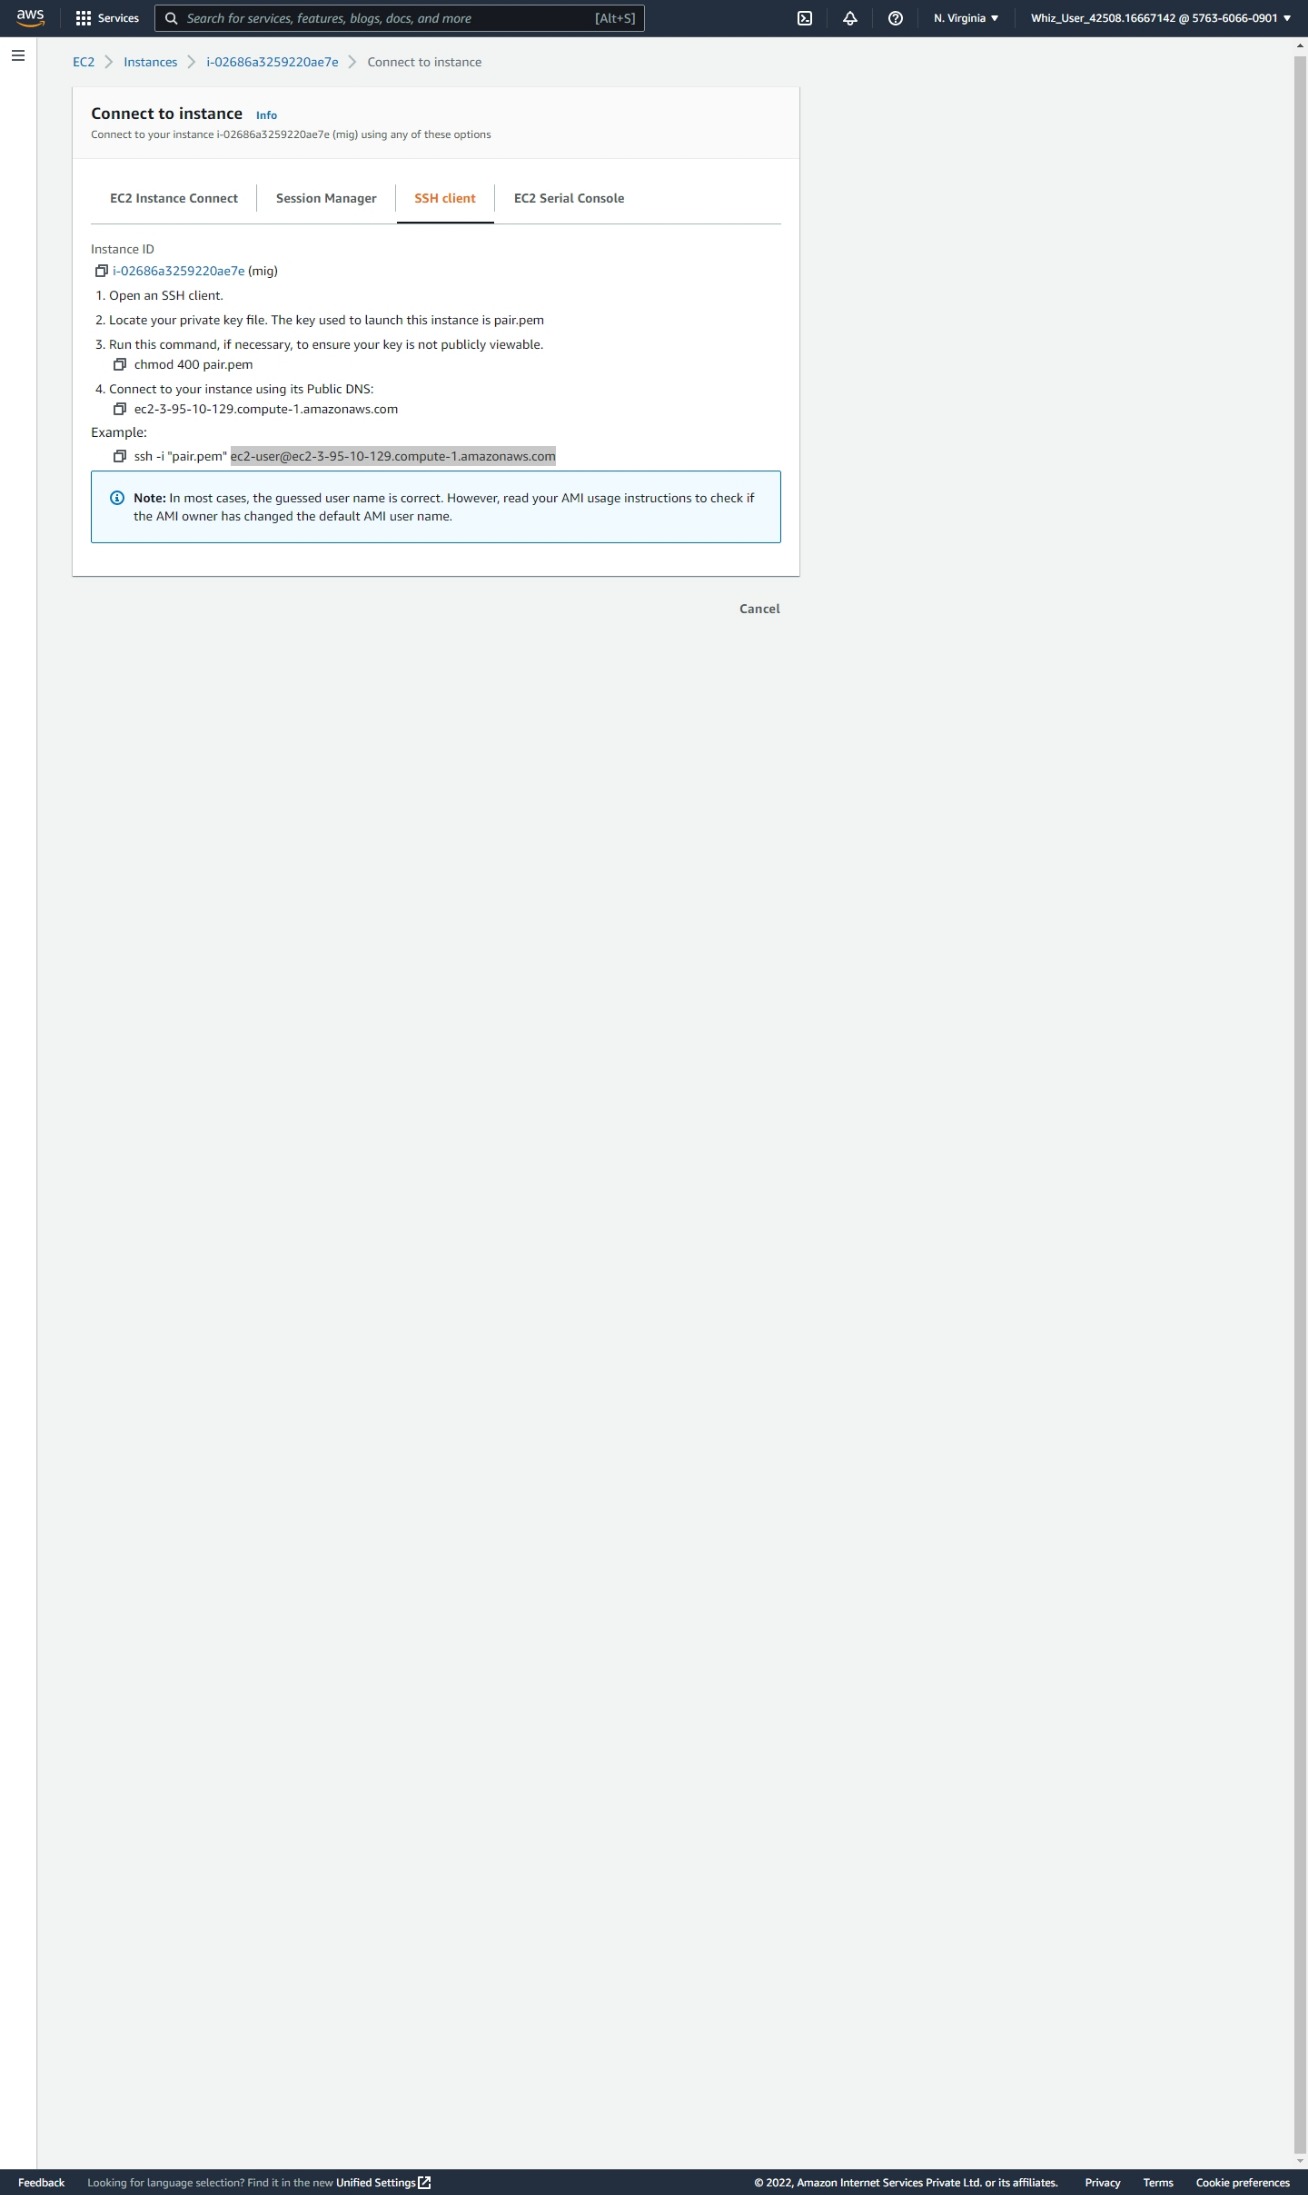 aws Services Search for services, features, blogs, docs, and more [Alt+S] N. Virginia Whiz_User_42508.16667142 @ 5763-6066-0901
EC2 Instances i-02686a3259220ae7e Connect to instance
Connect to instance Info
Connect to your instance i-02686a3259220ae7e (mig) using any of these options
EC2 Instance Connect Session Manager SSH client EC2 Serial Console
Instance ID
i-02686a3259220ae7e (mig)
1. Open an SSH client.
2. Locate your private key file. The key used to launch this instance is pair.pem
3. Run this command, if necessary, to ensure your key is not publicly viewable.
chmod 400 pair.pem
4. Connect to your instance using its Public DNS:
ec2-3-95-10-129.compute-1.amazonaws.com
Example:
ssh -i "pair.pem" ec2-user@ec2-3-95-10-129.compute-1.amazonaws.com
Note: In most cases, the guessed user name is correct. However, read your AMI usage instructions to check if
the AMI owner has changed the default AMI user name.
Cancel
Feedback Looking for language selection? Find it in the new Unified Settings © 2022, Amazon Internet Services Private Ltd. or its affiliates. Privacy Terms Cookie preferences